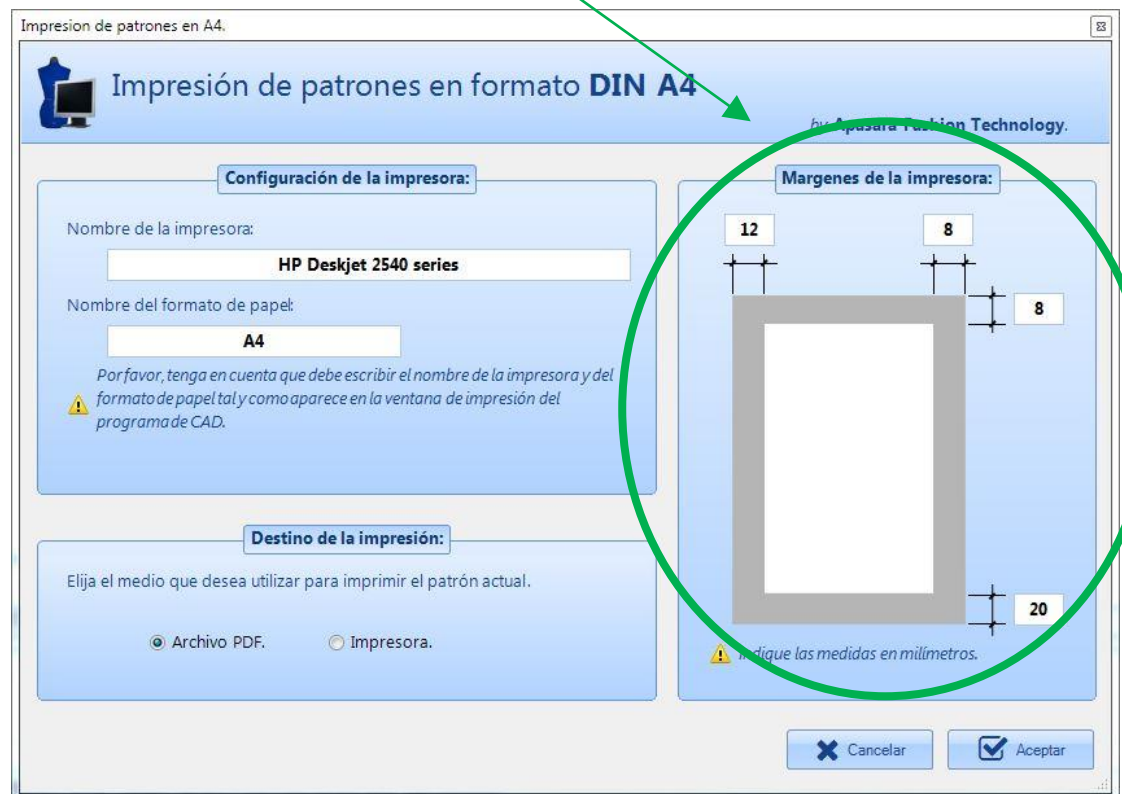 Impresion de patrones en A4.
Impresión de patrones en formato DIN A4
by Apasara Fashion Technology.
Configuración de la impresora:
Nombre de la impresora:
HP Deskjet 2540 series
Nombre del formato de papel:
A4
Por favor, tenga en cuenta que debe escribir el nombre de la impresora y del
formato de papel tal y como aparece en la ventana de impresión del
programa de CAD.
Destino de la impresión:
Elija el medio que desea utilizar para imprimir el patrón actual.
Archivo PDF.
Impresora.
Margenes de la impresora:
12
8
8
20
Indique las medidas en milímetros.
Cancelar
Aceptar